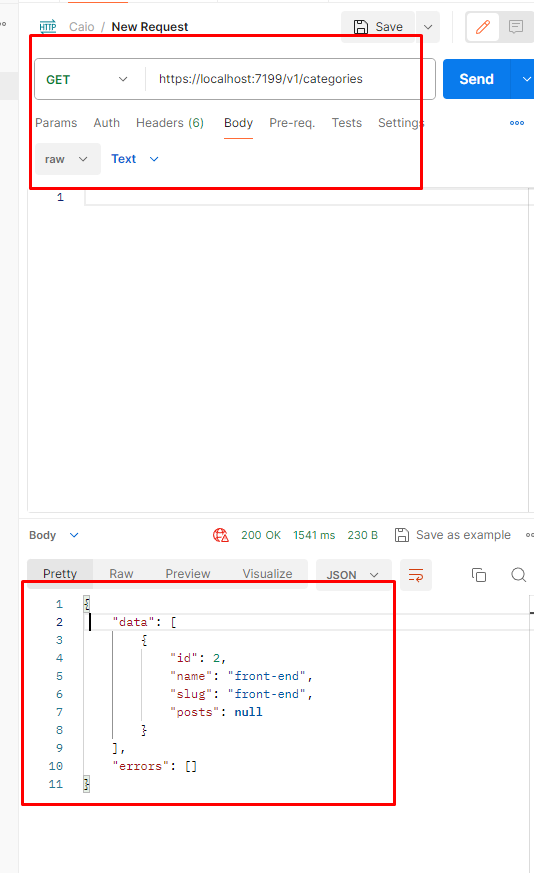 HTTP Caio / New Request Save
GET https://localhost:7199/v1/categories Send
Params Auth Headers (6) Body Pre-req. Tests Settings
raw Text
1
Body 200 OK 1541 ms 230 B Save as example
Pretty Raw Preview Visualize JSON
1 {
2 "data": [
3 {
4 "id": 2,
5 "name": "front-end",
6 "slug": "front-end",
7 "posts": null
8 }
9 ],
10 "errors": []
11 }